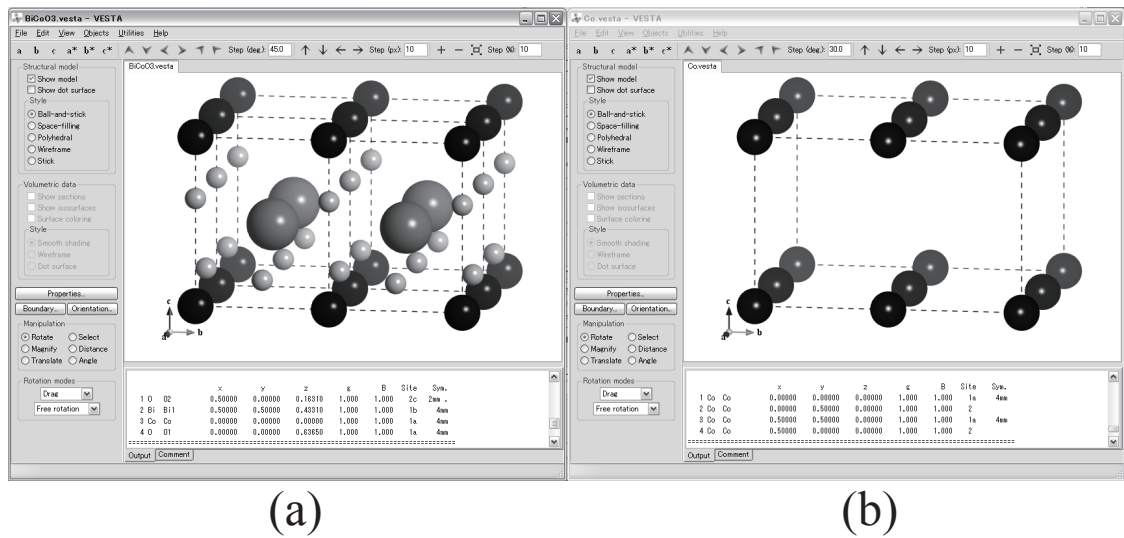 BiCoO3.vesta - VESTA
File Edit View Objects Utilities Help
a b c a* b* c* Step (deg.): 45.0 Step (px): 10 Step (%): 10
Structural model
Show model
Show dot surface
Style
Ball-and-stick
Space-filling
Polyhedral
Wireframe
Stick
Volumetric data
Show sections
Show isosurfaces
Surface coloring
Style
Smooth shading
Wireframe
Dot surface
Properties...
Boundary... Orientation...
Manipulation
Rotate Select
Magnify Distance
Translate Angle
Rotation modes
Drag
Free rotation
BiCoO3.vesta
c
a b
x y z g B Site Sym.
1 O O2 0.50000 0.00000 0.16310 1.000 1.000 2c 2mm .
2 Bi Bi1 0.50000 0.50000 0.43310 1.000 1.000 1b 4mm
3 Co Co 0.00000 0.00000 0.00000 1.000 1.000 1a 4mm
4 O O1 0.00000 0.00000 0.63650 1.000 1.000 1a 4mm
Output Comment
(a)
Co.vesta - VESTA
File Edit View Objects Utilities Help
a b c a* b* c* Step (deg.): 30.0 Step (px): 10 Step (%): 10
Structural model
Show model
Show dot surface
Style
Ball-and-stick
Space-filling
Polyhedral
Wireframe
Stick
Volumetric data
Show sections
Show isosurfaces
Surface coloring
Style
Smooth shading
Wireframe
Dot surface
Properties...
Boundary... Orientation...
Manipulation
Rotate Select
Magnify Distance
Translate Angle
Rotation modes
Drag
Free rotation
Co.vesta
c
a b
x y z g B Site Sym.
1 Co Co 0.00000 0.00000 0.00000 1.000 1.000 1a 4mm
2 Co Co 0.00000 0.50000 0.00000 1.000 1.000 2
3 Co Co 0.50000 0.50000 0.00000 1.000 1.000 1a 4mm
4 Co Co 0.50000 0.00000 0.00000 1.000 1.000 2
Output Comment
(b)